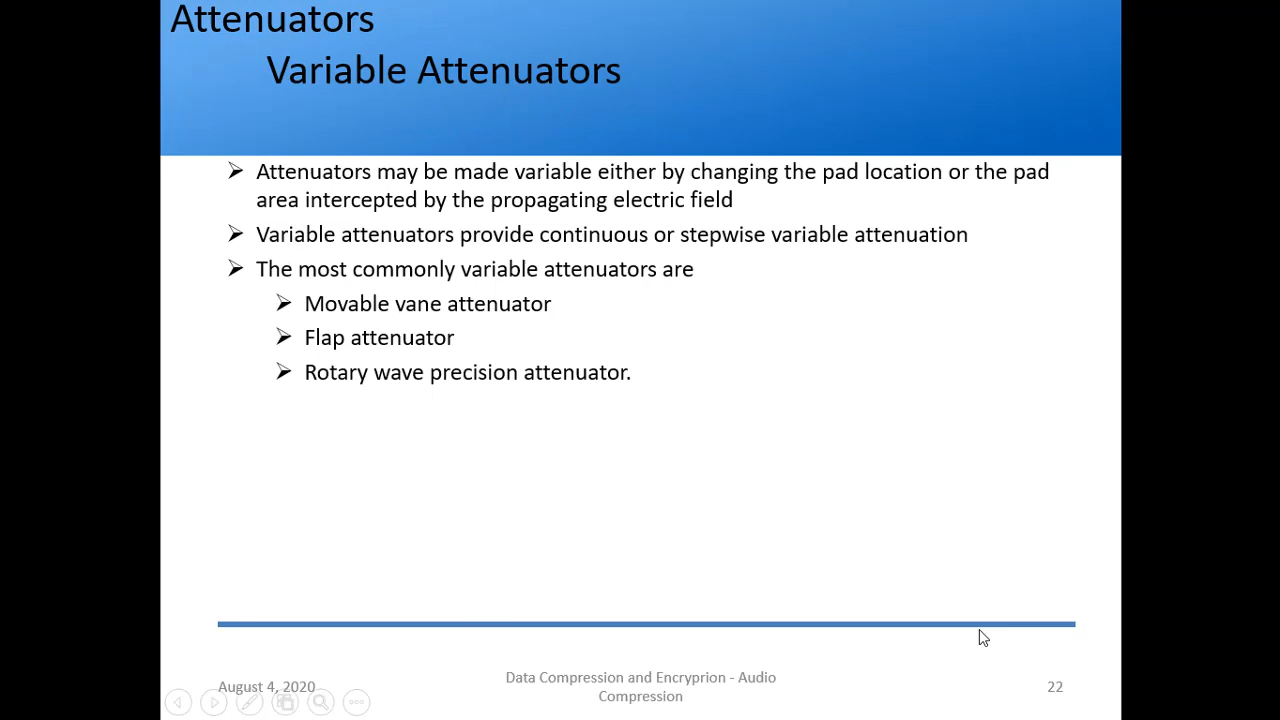 Attenuators
Variable Attenuators
Attenuators may be made variable either by changing the pad location or the pad
area intercepted by the propagating electric field
Variable attenuators provide continuous or stepwise variable attenuation
The most commonly variable attenuators are
Movable vane attenuator
Flap attenuator
Rotary wave precision attenuator.
August 4, 2020
Data Compression and Encryprion - Audio
Compression
22